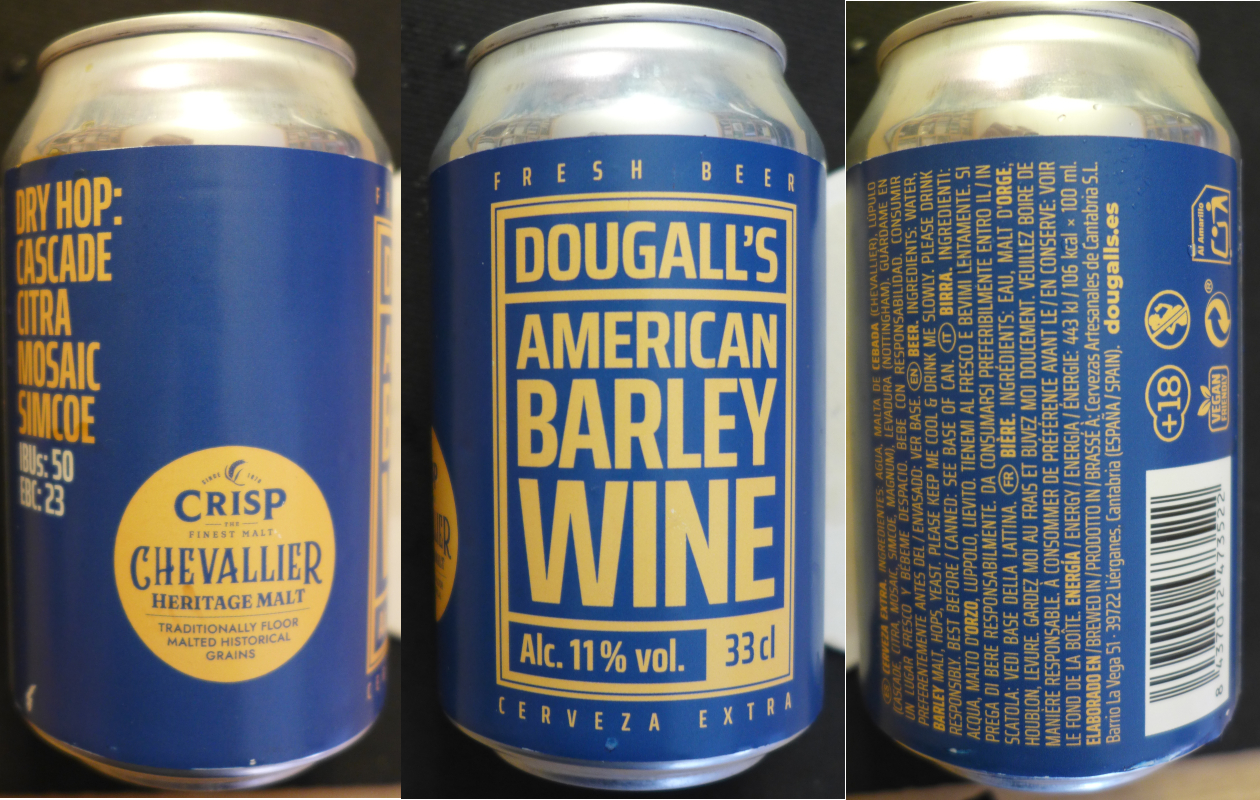 DRY HOP:
CASCADE
CITRA
MOSAIC
SIMCOE
IBUs: 50
EBC: 23
SINCE 1870
CRISP
THE
FINEST MALT
CHEVALLIER
HERITAGE MALT
TRADITIONALLY FLOOR
MALTED HISTORICAL
GRAINS
FRESH BEER
DOUGALL'S
AMERICAN
BARLEY
WINE
Alc. 11% vol.
33 cl
CERVEZA EXTRA
ES CERVEZA EXTRA. INGREDIENTES: AGUA, MALTA DE CEBADA (CHEVALLIER), LÚPULO
(CASCADE, CITRA, MOSAIC, SIMCOE, MAGNUM), LEVADURA (NOTTINGHAM). GUÁRDAME EN
UN LUGAR FRESCO Y BÉBEME DESPACIO. BEBE CON RESPONSABILIDAD. CONSUMIR
PREFERENTEMENTE ANTES DEL / ENVASADO: VER BASE. EN BEER. INGREDIENTS: WATER,
BARLEY MALT, HOPS, YEAST. PLEASE KEEP ME COOL & DRINK ME SLOWLY. PLEASE DRINK
RESPONSIBLY. BEST BEFORE / CANNED: SEE BASE OF CAN. IT BIRRA. INGREDIENTI:
ACQUA, MALTO D'ORZO, LUPPOLO, LIEVITO. TIENIMI AL FRESCO E BEVIMI LENTAMENTE. SI
PREGA DI BERE RESPONSABILMENTE. DA CONSUMARSI PREFERIBILMENTE ENTRO IL / IN
SCATOLA: VEDI BASE DELLA LATTINA. FR BIÈRE. INGRÉDIENTS: EAU, MALT D'ORGE,
HOUBLON, LEVURE. GARDEZ MOI AU FRAIS ET BUVEZ MOI DOUCEMENT. VEUILLEZ BOIRE DE
MANIÈRE RESPONSABLE. À CONSOMMER DE PRÉFÉRENCE AVANT LE / EN CONSERVE: VOIR
LE FOND DE LA BOÎTE. ENERGÍA / ENERGY / ENERGIA / ÉNERGIE: 443 kJ / 106 kcal × 100 ml.
ELABORADO EN / BREWED IN / PRODOTTO IN / BRASSÉ À: Cervezas Artesanales de Cantabria S.L.
Barrio La Vega 51 · 39722 Liérganes, Cantabria (ESPAÑA / SPAIN). dougalls.es
+18
VEGAN
FRIENDLY
®
Al Amarillo
8 437012 473522